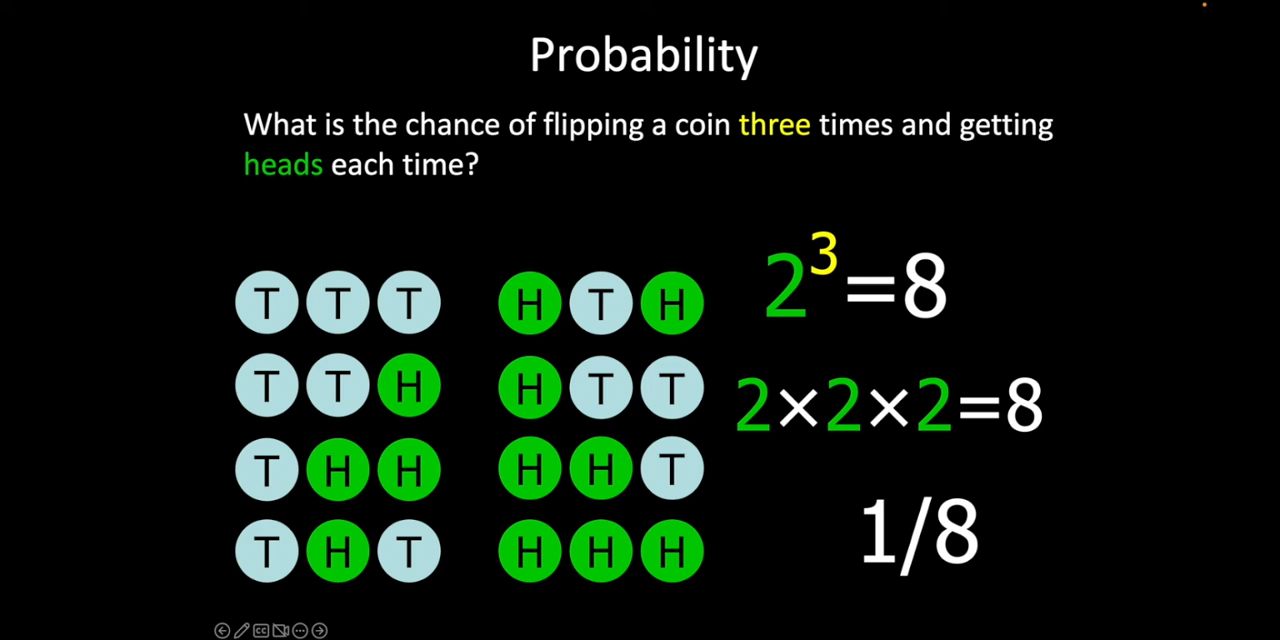 Probability
What is the chance of flipping a coin three times and getting
heads each time?
T T T
T T H
T H H
T H T
H T H
H T T
H H T
H H H
2³=8
2×2×2=8
1/8
CC